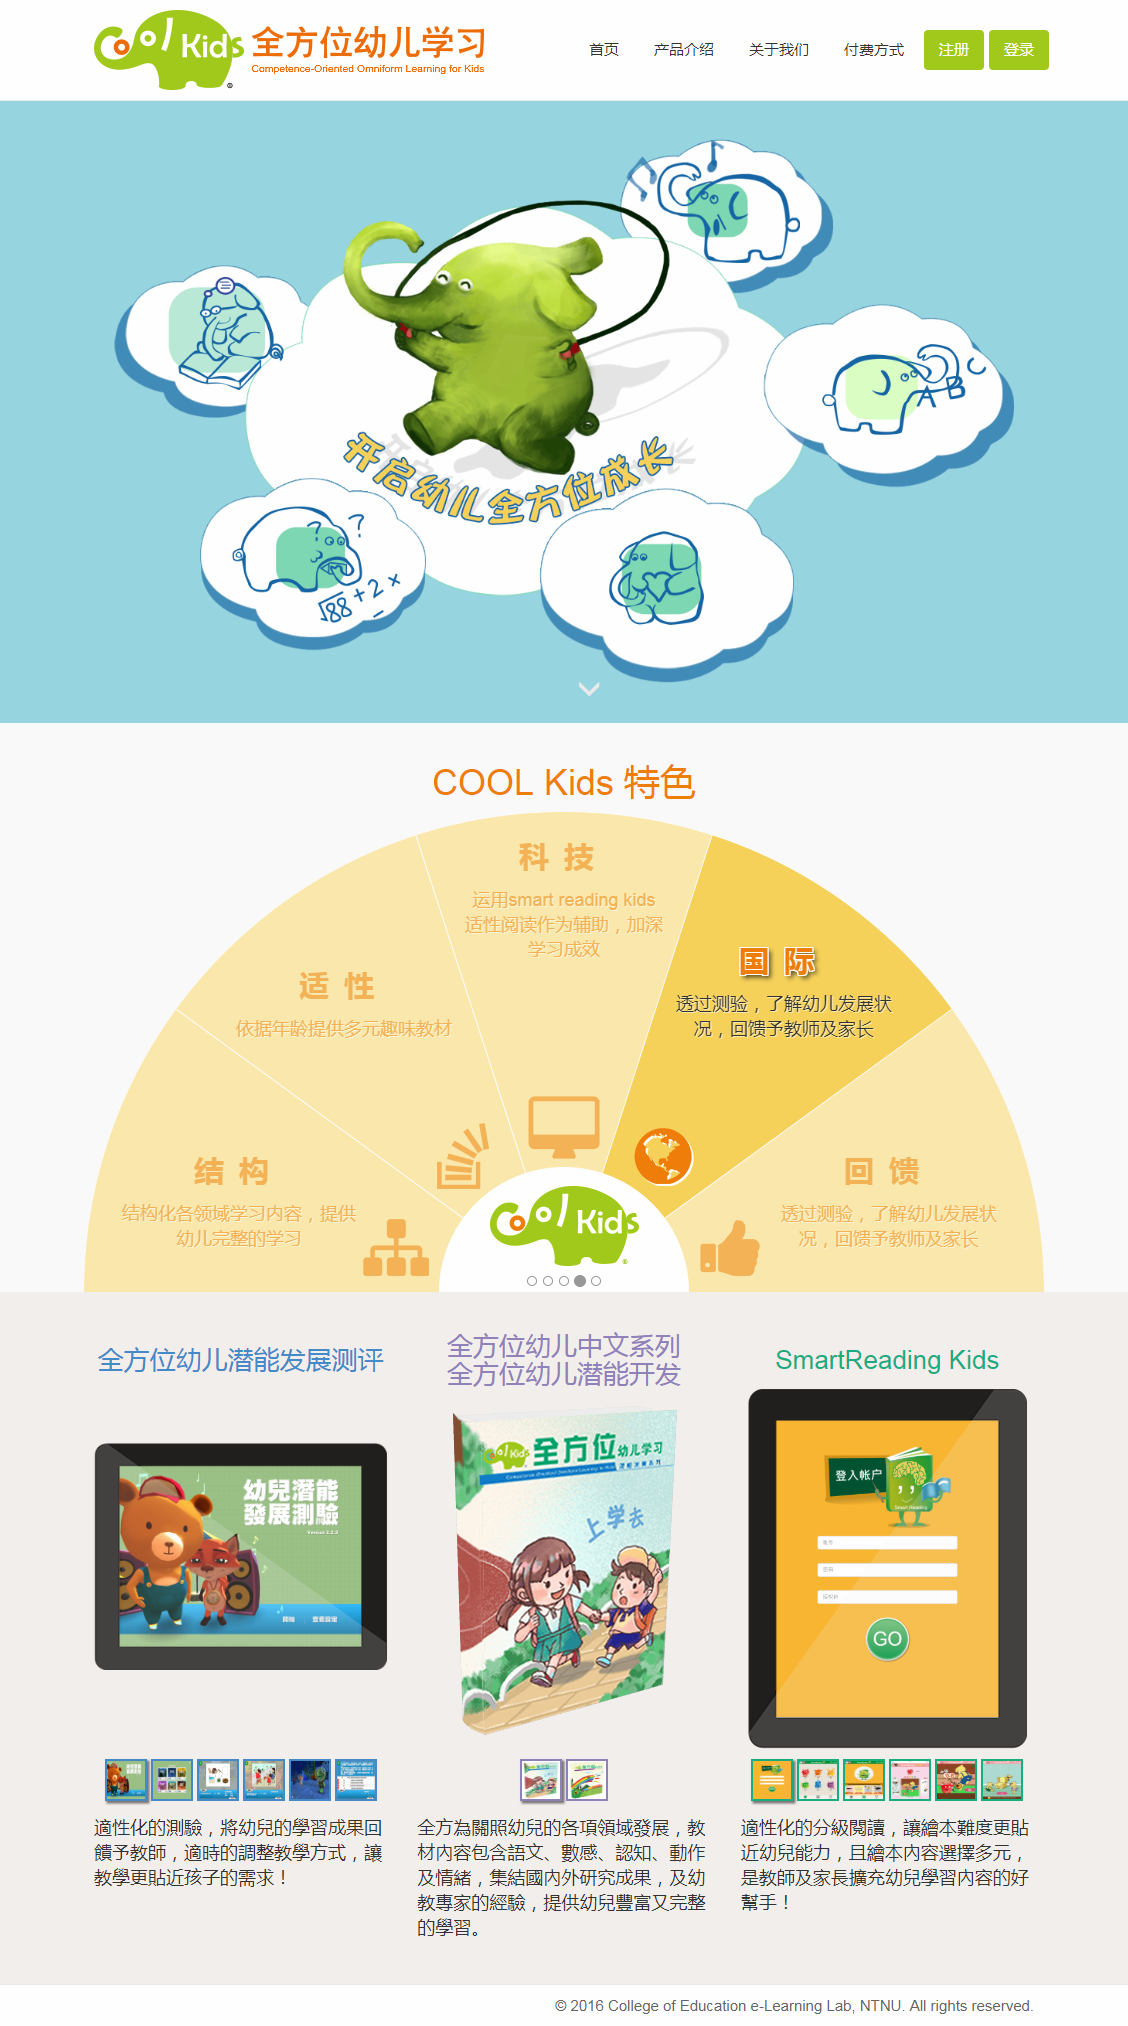 Cool Kids 全方位幼儿学习
Competence-Oriented Omniform Learning for Kids
首页 产品介绍 关于我们 付费方式 注册 登录
A B C
开启幼儿全方位成长
? ?
√88 + 2 ×
COOL Kids 特色
科 技
运用smart reading kids
适性阅读作为辅助，加深
学习成效
国 际
透过测验，了解幼儿发展状
况，回馈予教师及家长
适 性
依据年龄提供多元趣味教材
结 构
结构化各领域学习内容，提供
幼儿完整的学习
回 馈
透过测验，了解幼儿发展状
况，回馈予教师及家长
Cool Kids
全方位幼儿潜能发展测评
幼兒潛能
發展測驗
全方位幼儿中文系列
全方位幼儿潜能开发
Cool Kids 全方位幼儿学习
上学去
SmartReading Kids
登入帐户
Smart Reading
GO
適性化的測驗，將幼兒的學習成果回
饋予教師，適時的調整教學方式，讓
教學更貼近孩子的需求！
全方為關照幼兒的各項領域發展，教
材內容包含語文、數感、認知、動作
及情緒，集結國內外研究成果，及幼
教專家的經驗，提供幼兒豐富又完整
的學習。
適性化的分級閱讀，讓繪本難度更貼
近幼兒能力，且繪本內容選擇多元，
是教師及家長擴充幼兒學習內容的好
幫手！
© 2016 College of Education e-Learning Lab, NTNU. All rights reserved.